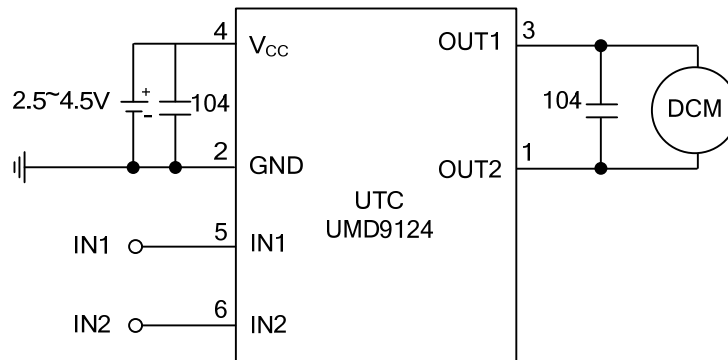 4
V_CC
OUT1
3
2.5~4.5V
+
-
104
104
DCM
2
GND
OUT2
1
UTC
UMD9124
IN1
5
IN1
IN2
6
IN2